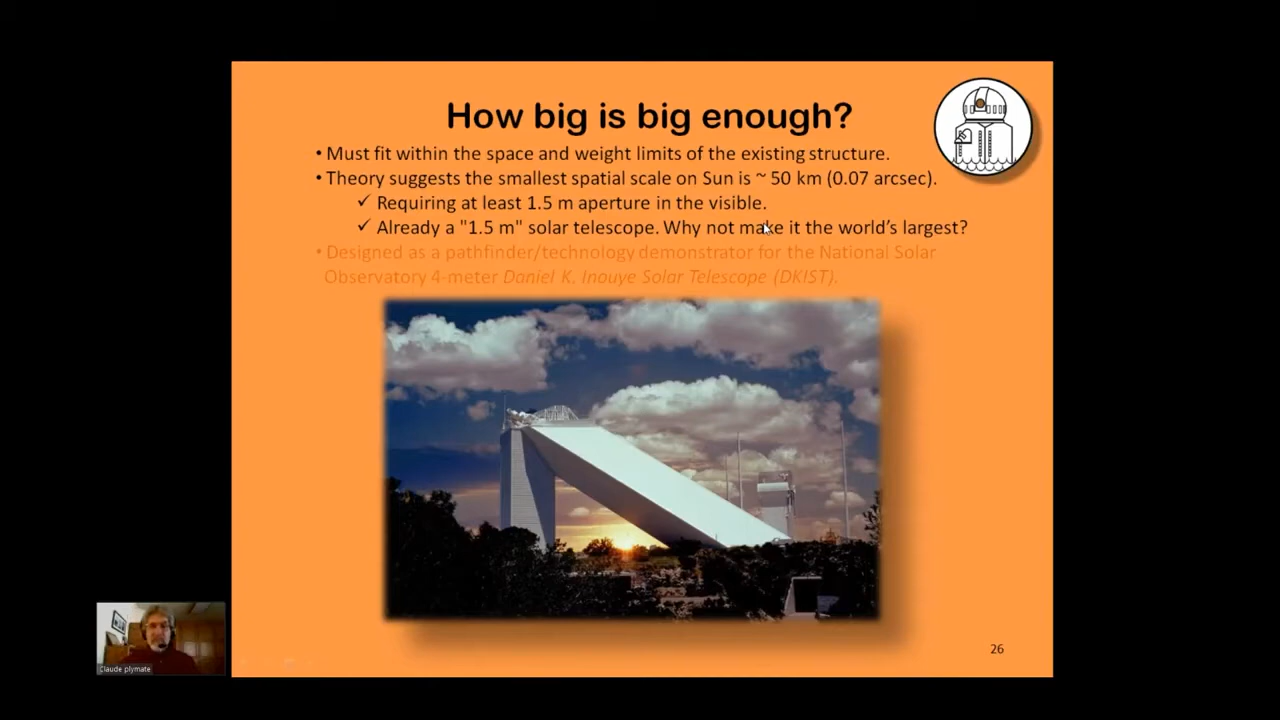 How big is big enough?
• Must fit within the space and weight limits of the existing structure.
• Theory suggests the smallest spatial scale on Sun is ~ 50 km (0.07 arcsec).
✓ Requiring at least 1.5 m aperture in the visible.
✓ Already a "1.5 m" solar telescope. Why not make it the world's largest?
• Designed as a pathfinder/technology demonstrator for the National Solar
Observatory 4-meter Daniel K. Inouye Solar Telescope (DKIST).
26
Claude plymate